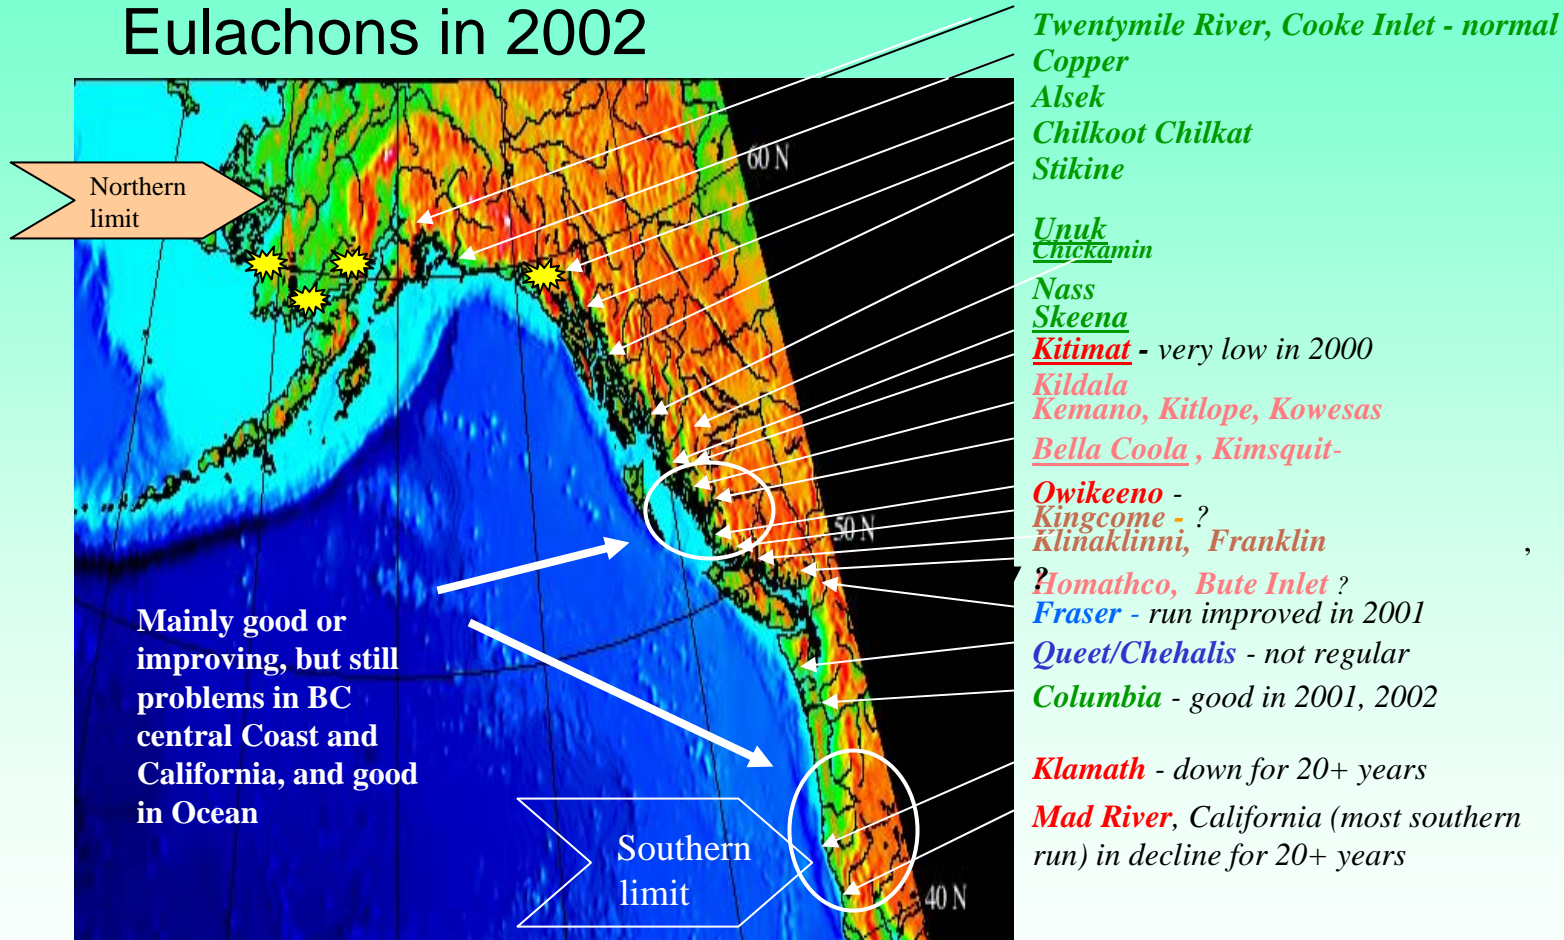 Eulachons in 2002
Northern
limit
60 N
50 N
40 N
Mainly good or
improving, but still
problems in BC
central Coast and
California, and good
in Ocean
Southern
limit
Twentymile River, Cooke Inlet - normal
Copper
Alsek
Chilkoot Chilkat
Stikine
Unuk
Chickamin
Nass
Skeena
Kitimat - very low in 2000
Kildala
Kemano, Kitlope, Kowesas
Bella Coola , Kimsquit-
Owikeeno -
Kingcome - ?
Klinaklinni, Franklin ,
?
Homathco, Bute Inlet ?
Fraser - run improved in 2001
Queet/Chehalis - not regular
Columbia - good in 2001, 2002
Klamath - down for 20+ years
Mad River, California (most southern
run) in decline for 20+ years